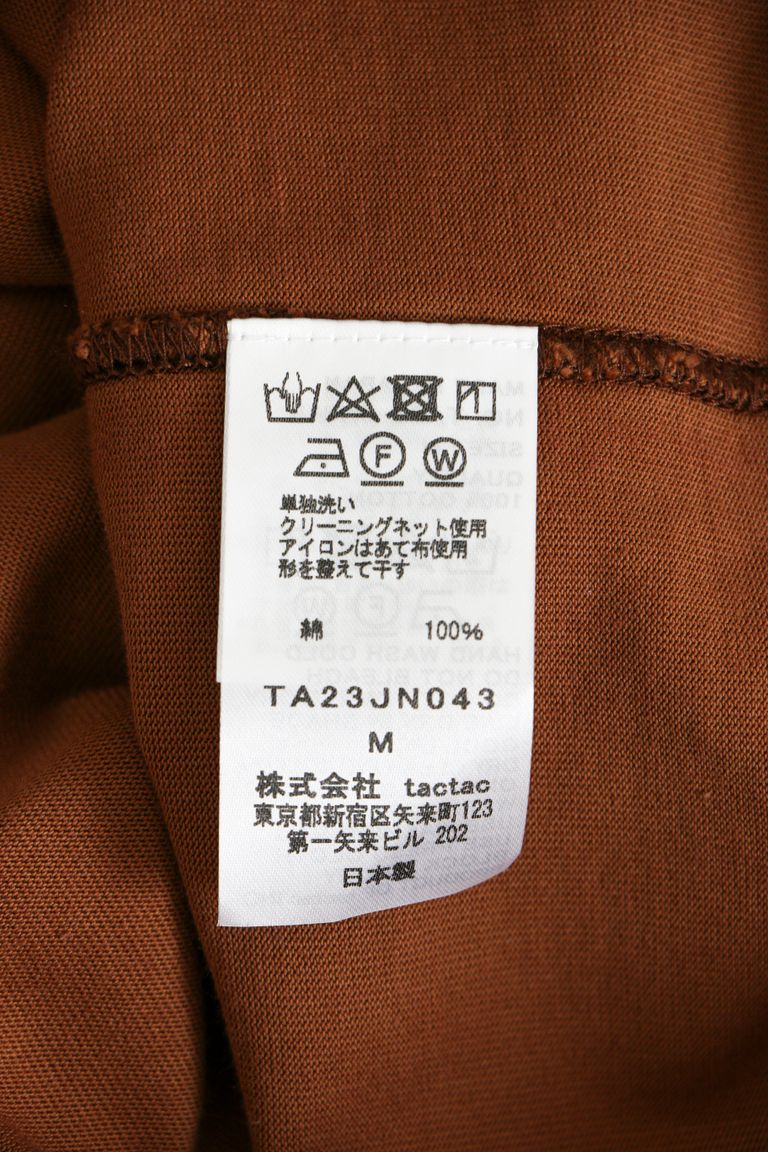 F W
単独洗い
クリーニングネット使用
アイロンはあて布使用
形を整えて干す
綿 100%
TA23JN043
M
株式会社 tactac
東京都新宿区矢来町123
第一矢来ビル 202
日本製